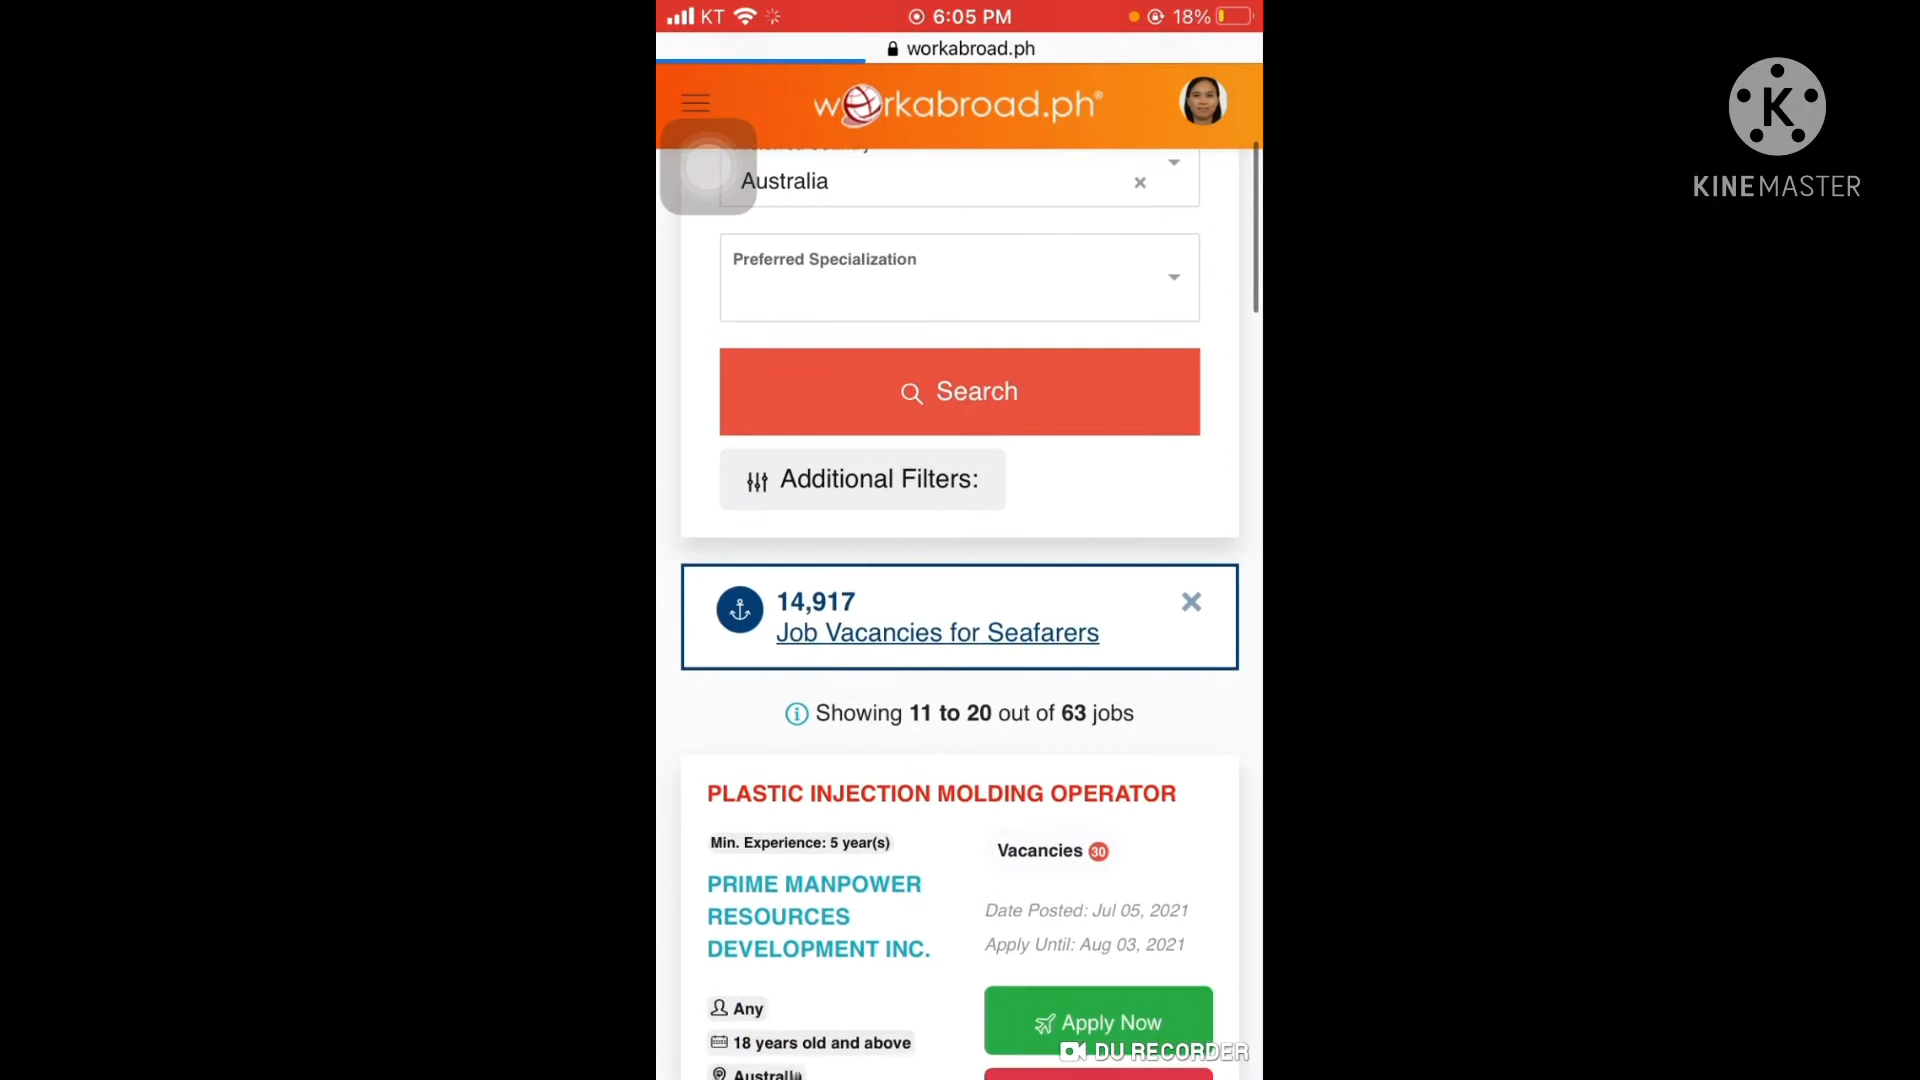 KT 6:05 PM 18%
workabroad.ph
workabroad.ph®
K
KINEMASTER
Australia ×
Preferred Specialization
Search
Additional Filters:
14,917
Job Vacancies for Seafarers
Showing 11 to 20 out of 63 jobs
PLASTIC INJECTION MOLDING OPERATOR
Min. Experience: 5 year(s)
Vacancies 30
PRIME MANPOWER
RESOURCES
DEVELOPMENT INC.
Date Posted: Jul 05, 2021
Apply Until: Aug 03, 2021
Any
18 years old and above
Australia
Apply Now
DU RECORDER